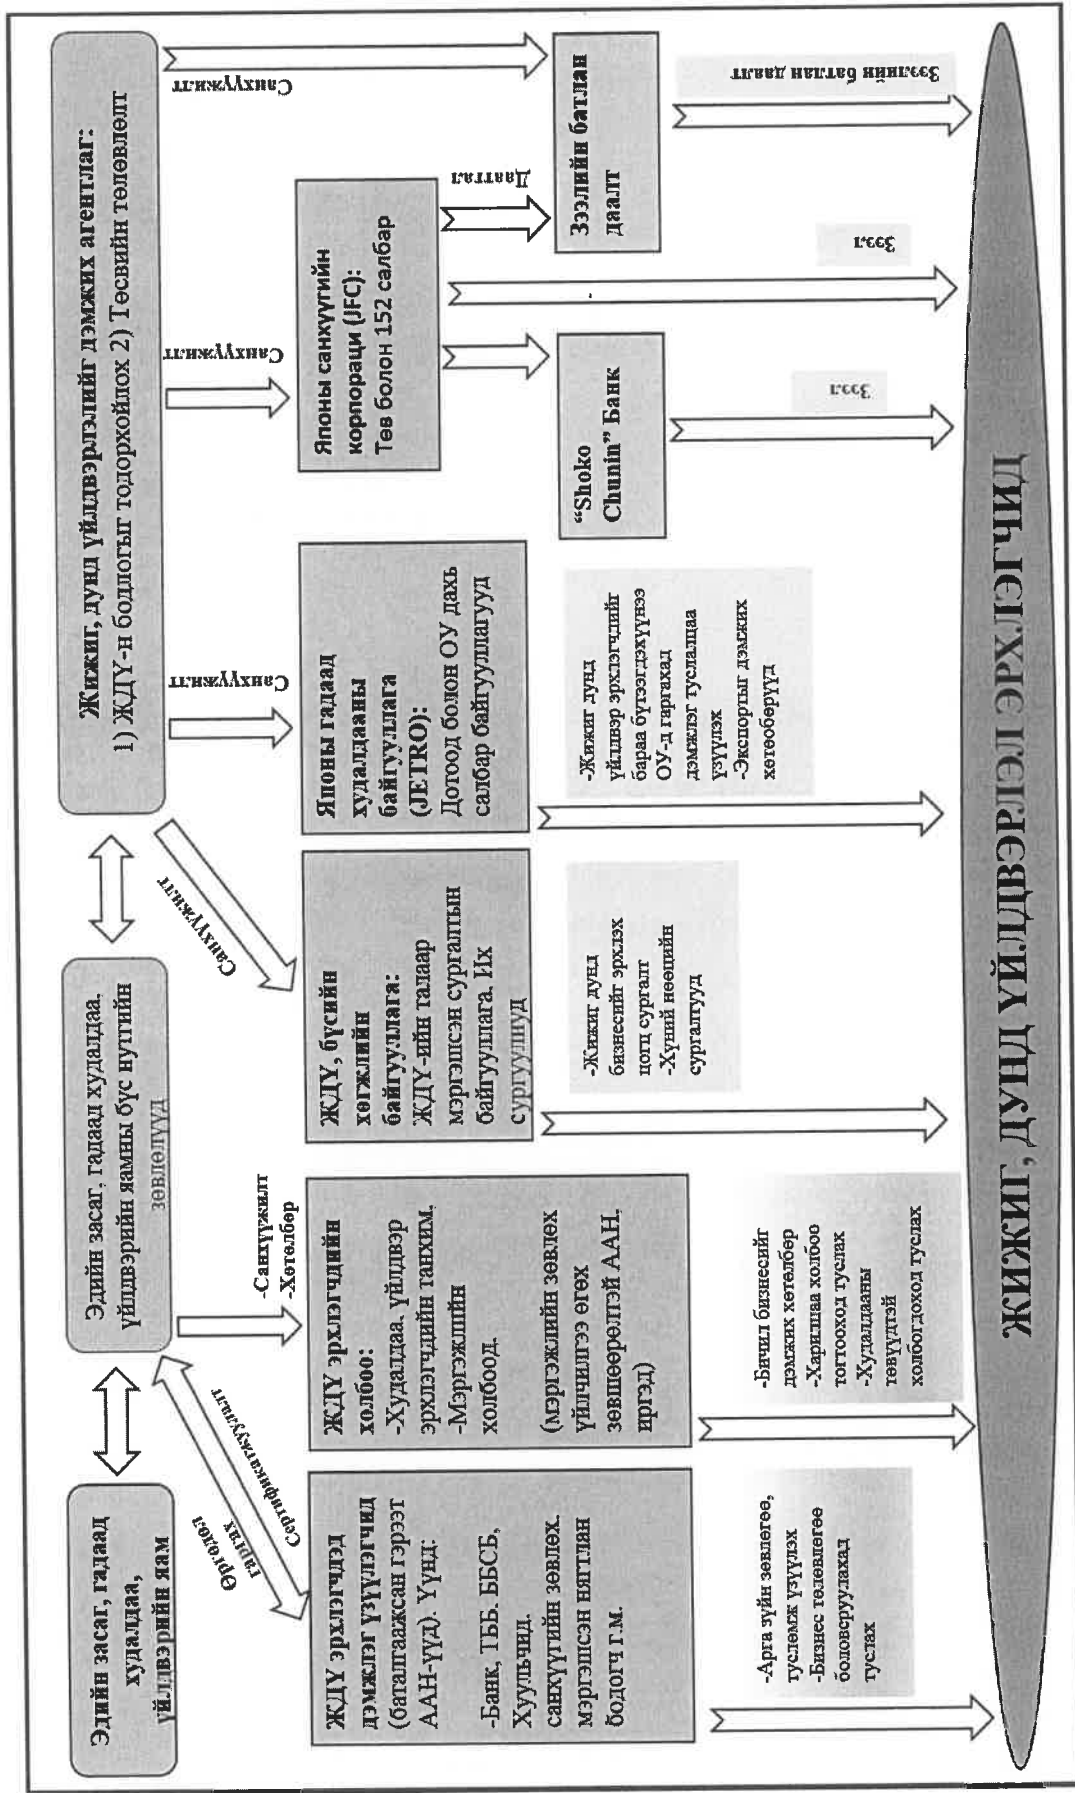 Эдийн засаг, гадаад
худалдаа,
үйлдвэрийн яам
Эдийн засаг, гадаад худалдаа,
үйлдвэрийн яамны бүс нутгийн
зөвлөлүүд
Жижиг, дунд үйлдвэрлэлийг дэмжих агентлаг:
1) ЖДҮ-н бодлогыг тодорхойлох 2) Төсвийн төлөвлөлт
Өргөдөл
гаргах
Сертификатжуулалт
-Санхүүжилт
-Хөтөлбөр
Санхүүжилт
Санхүүжилт
Санхүүжилт
Санхүүжилт
ЖДҮ эрхлэгчдэд
дэмжлэг үзүүлэгчид
(баталгаажсан гэрээт
ААН-үүд). Үүнд:
-Банк, ТББ. ББСБ,
Хуульчид.
санхүүгийн зөвлөх.
мэргэшсэн нягтлан
бодогч г.м.
ЖДҮ эрхлэгчдийн
холбоо:
-Худалдаа, үйлдвэр
эрхлэгчдийн танхим,
-Мэргэжлийн
холбоод.
(мэргэжлийн зөвлөх
үйлчилгээ өгөх
зөвшөөрөлтэй ААН,
иргэд)
ЖДҮ, бүсийн
хөгжлийн
байгууллага:
ЖДҮ-ийн талаар
мэргэшсэн сургалтын
байгууллага. Их
сургуулиуд
Японы гадаад
худалдааны
байгууллага
(JETRO):
Дотоод болон ОУ дахь
салбар байгууллагууд
Японы санхүүгийн
корпораци (JFC):
Төв болон 152 салбар
Даатгал
"Shoko
Chunin" Банк
Зээлийн батлан
даалт
-Арга зүйн зөвлөгөө,
туслөмж үзүүлэх
-Бизнес төлөвлөгөө
боловсруулахад
туслах
-Бичил бизнесийг
дэмжих хөтөлбөр
-Харилцаа холбоо
тогтооход туслах
-Худалдааны
төвүүдтэй
холбогдоход туслах
-Жижиг дунд
бизнесийг эрхлэх
цогц сургалт
-Хүний нөөцийн
сургалтууд
-Жижиг дунд
үйлдвэр эрхлэгчдийг
бараа бүтээгдэхүүнээ
ОУ-д гаргахад
дэмжлэг туслалцаа
үзүүлэх
-Экспортыг дэмжих
хөтөөбөрүүд
Зээл
Зээл
Зээлийн батлан даалт
ЖИЖИГ, ДУНД ҮЙЛДВЭРЛЭЛ ЭРХЛЭГЧИД